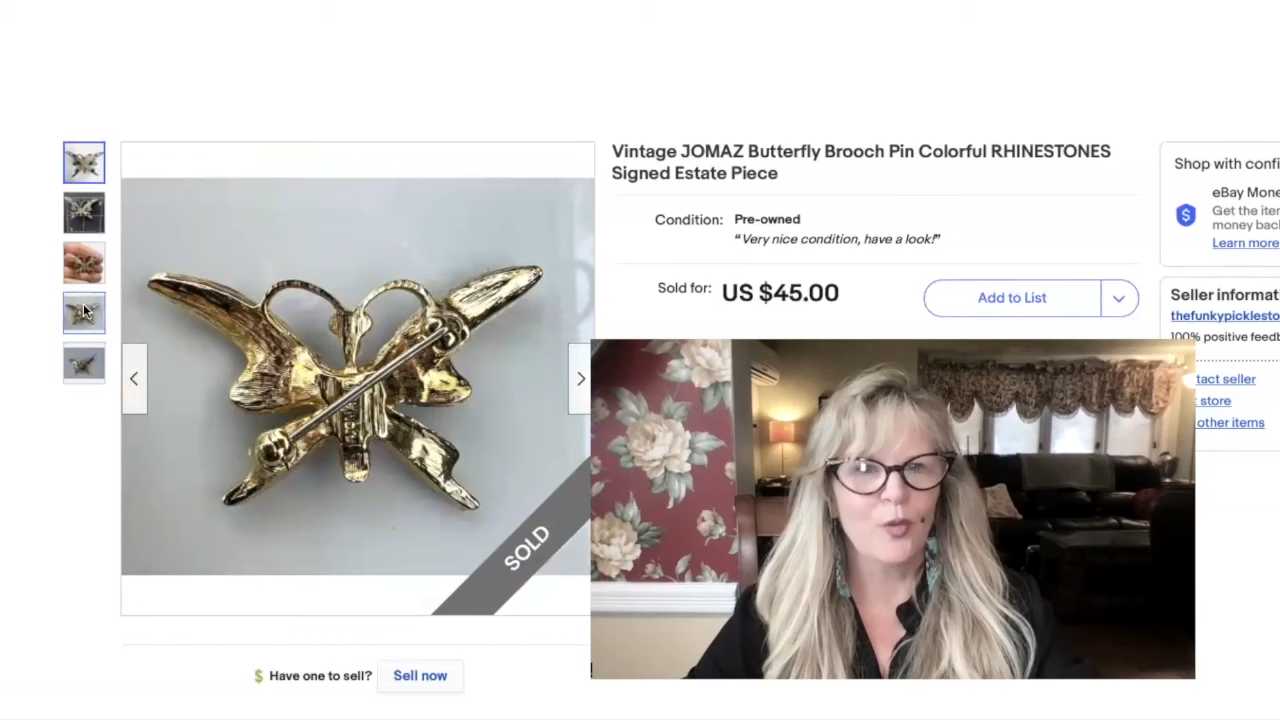 Vintage JOMAZ Butterfly Brooch Pin Colorful RHINESTONES
Signed Estate Piece
Condition: Pre-owned
“Very nice condition, have a look!”
Sold for: US $45.00
Add to List
SOLD
$ Have one to sell? Sell now
Shop with confi
eBay Mone
Get the iter
money bac
Learn more
Seller informat
thefunkypicklesto
100% positive feedb
tact seller
store
other items